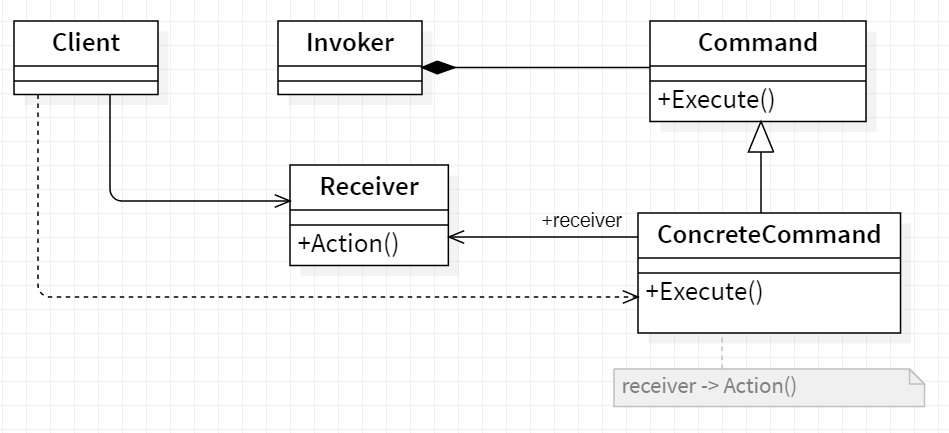 Client
Invoker
Command
+Execute()
Receiver
+Action()
+receiver
ConcreteCommand
+Execute()
receiver -> Action()